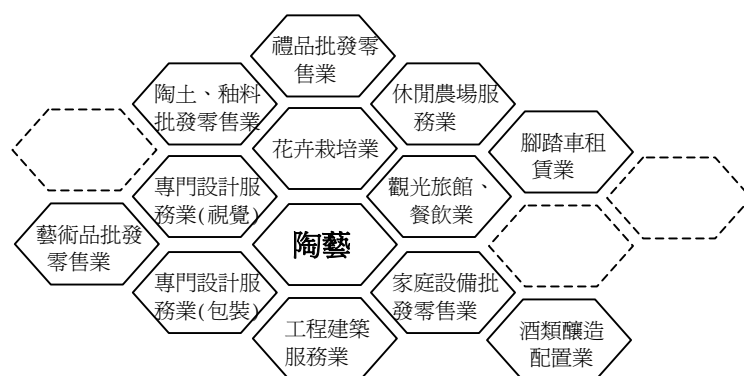 禮品批發零
售業
陶土、釉料
批發零售業
休閒農場服
務業
花卉栽培業
腳踏車租
賃業
專門設計服
務業(視覺)
觀光旅館、
餐飲業
藝術品批發
零售業
陶藝
專門設計服
務業(包裝)
家庭設備批
發零售業
工程建築
服務業
酒類釀造
配置業